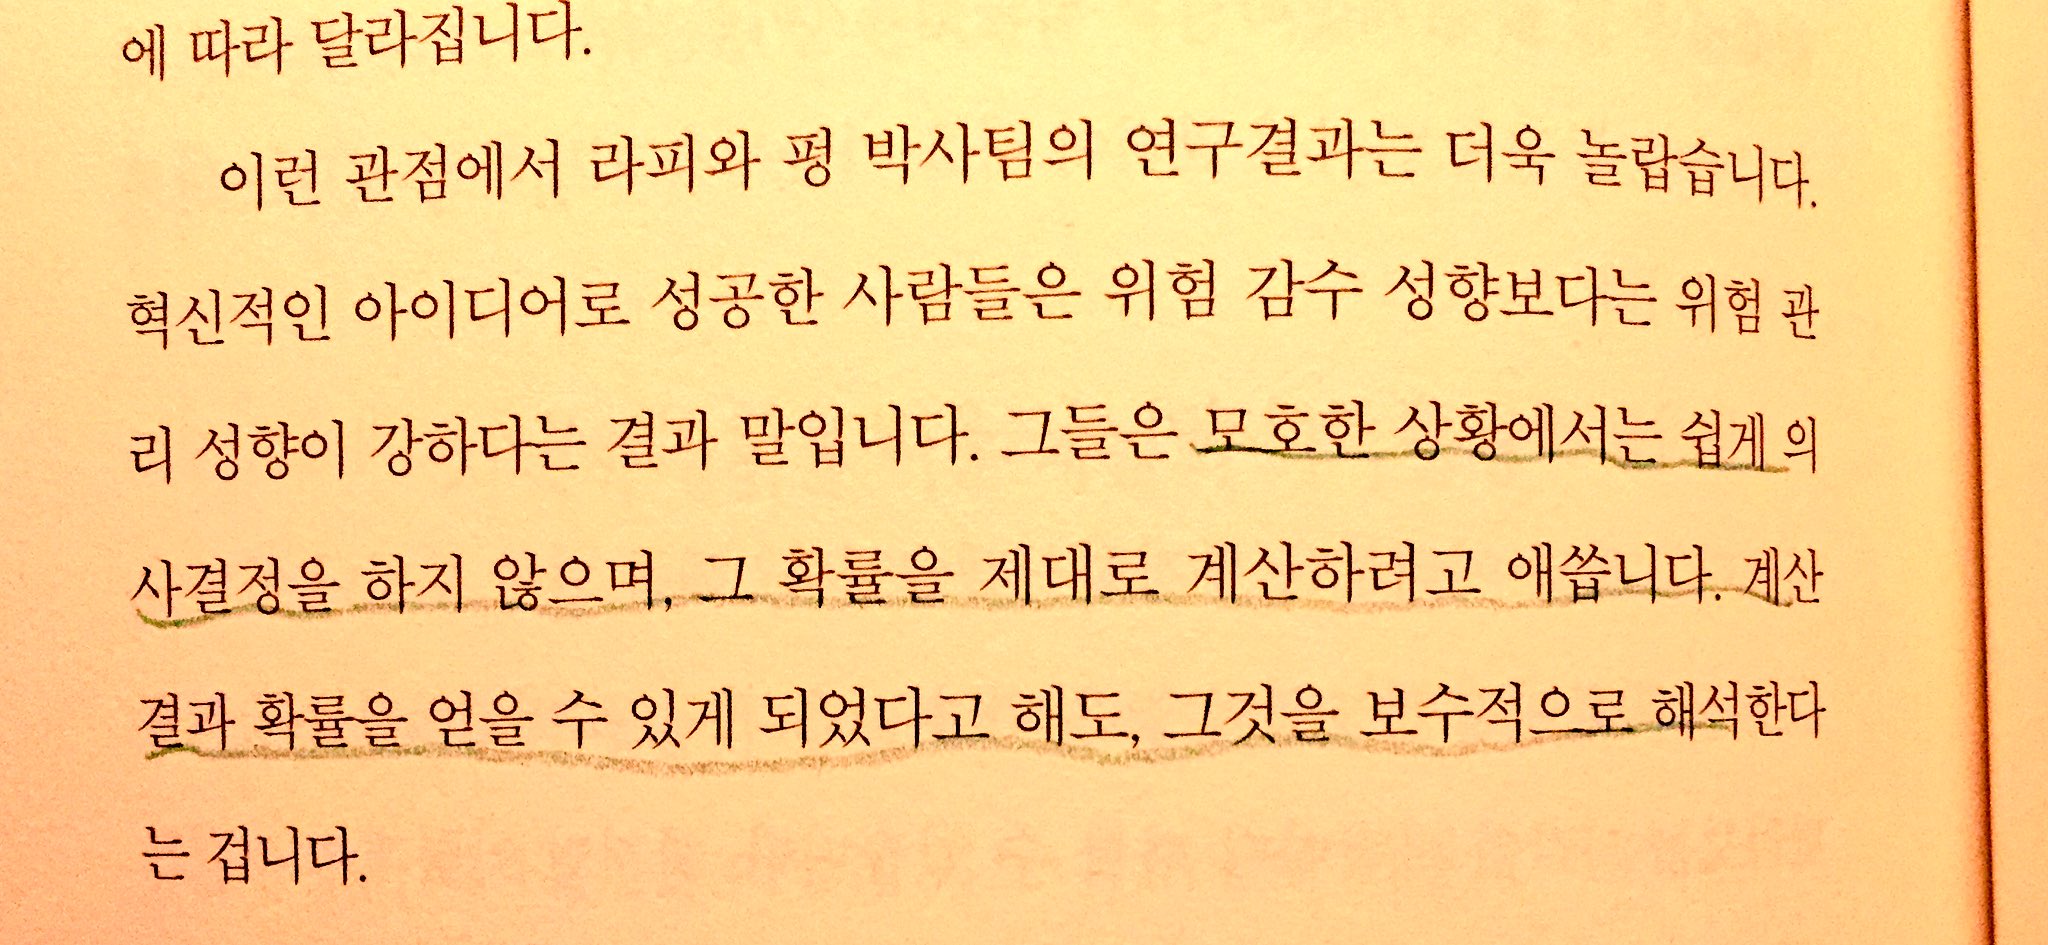 에 따라 달라집니다.
이런 관점에서 라피와 펑 박사팀의 연구결과는 더욱 놀랍습니다.
혁신적인 아이디어로 성공한 사람들은 위험 감수 성향보다는 위험 관
리 성향이 강하다는 결과 말입니다. 그들은 모호한 상황에서는 쉽게 의
사결정을 하지 않으며, 그 확률을 제대로 계산하려고 애씁니다. 계산
결과 확률을 얻을 수 있게 되었다고 해도, 그것을 보수적으로 해석한다
는 겁니다.